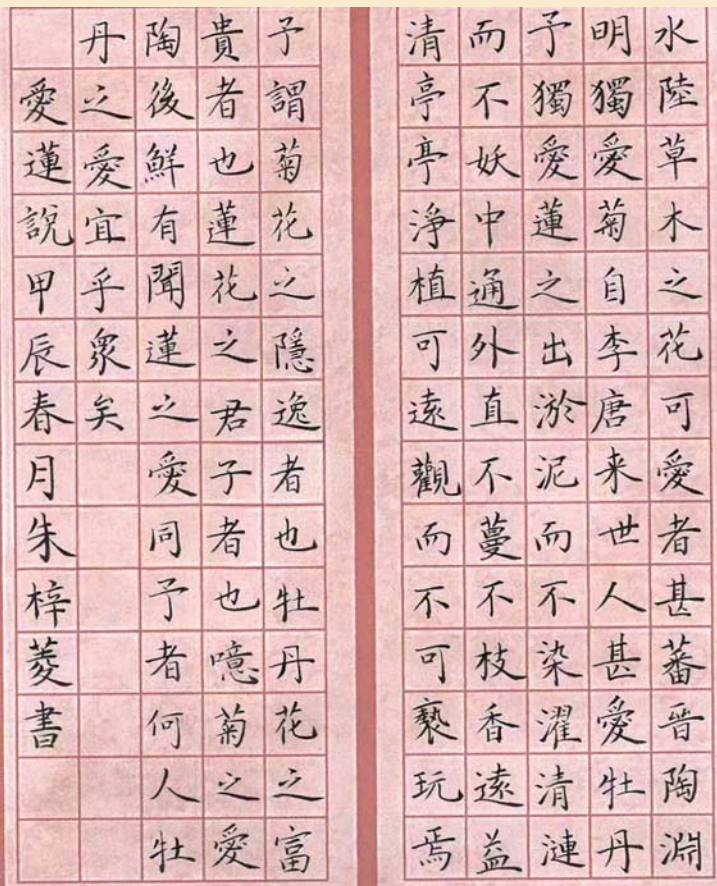 水陸草木之花可愛者甚蕃晉陶淵
明獨愛菊自李唐来世人甚愛牡丹
予獨愛蓮之出淤泥而不染濯清漣
而不妖中通外直不蔓不枝香遠益
清亭亭淨植可遠觀而不可褻玩焉
予謂菊花之隱逸者也牡丹花之富
貴者也蓮花之君子者也噫菊之愛
陶後鮮有聞蓮之愛同予者何人牡
丹之愛宜乎眾矣
愛蓮說甲辰春月朱梓菱書